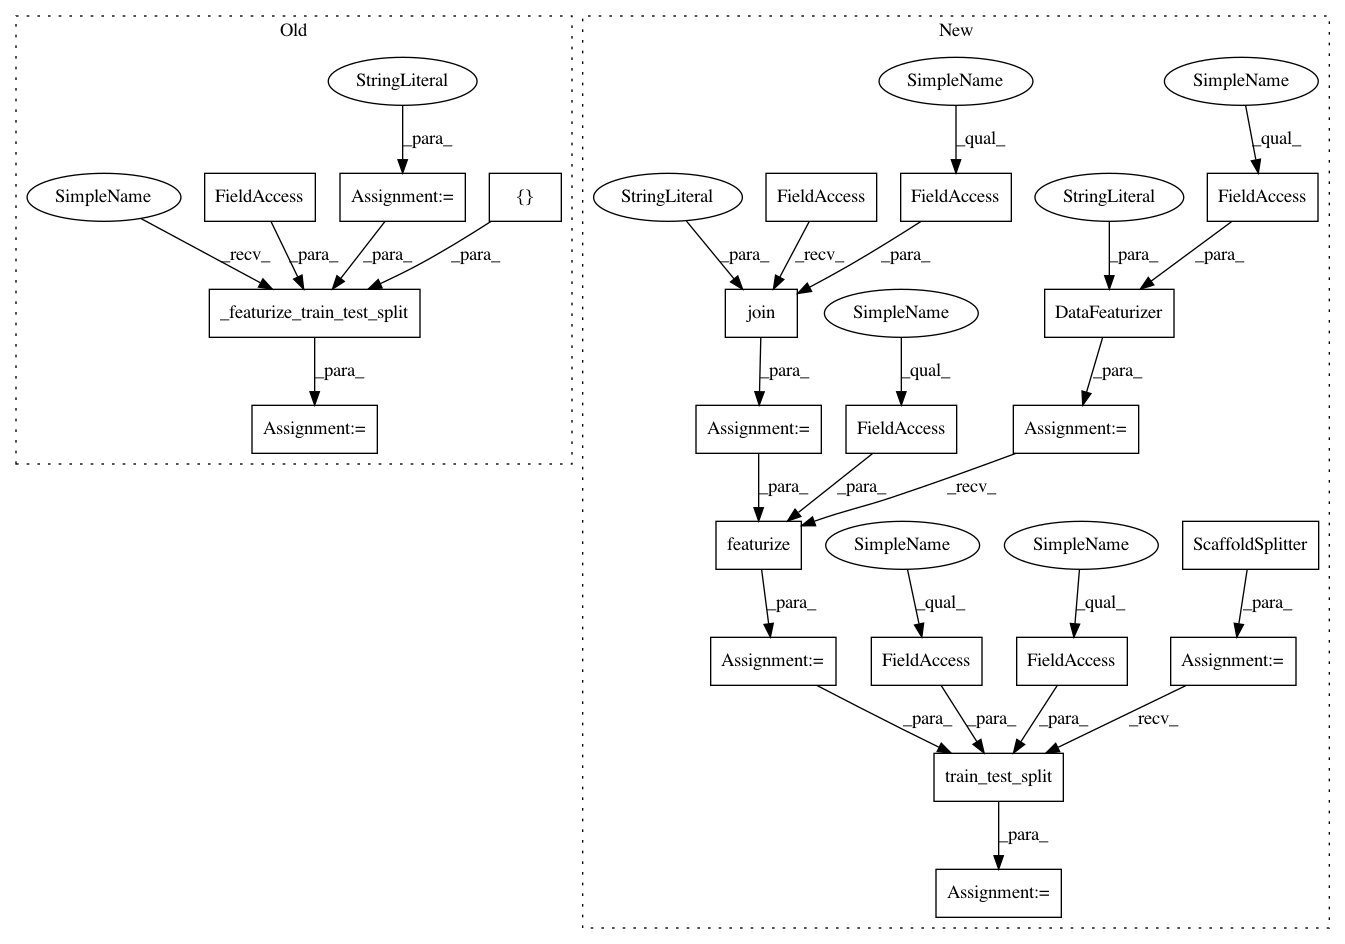 Old
New
StringLiteral
SimpleName
SimpleName
_para_
_qual_
_qual_
SimpleName
FieldAccess
Assignment:=
{}
StringLiteral
FieldAccess
FieldAccess
StringLiteral
FieldAccess
_recv_
_para_
_para_
_para_
_para_
_recv_
_para_
_para_
_para_
_featurize_train_test_split
join
SimpleName
DataFeaturizer
_para_
_para_
_qual_
_para_
Assignment:=
Assignment:=
FieldAccess
Assignment:=
_para_
_para_
_recv_
featurize
SimpleName
SimpleName
ScaffoldSplitter
_para_
_qual_
_qual_
_para_
Assignment:=
FieldAccess
FieldAccess
Assignment:=
_para_
_para_
_para_
_recv_
train_test_split
_para_
Assignment:=